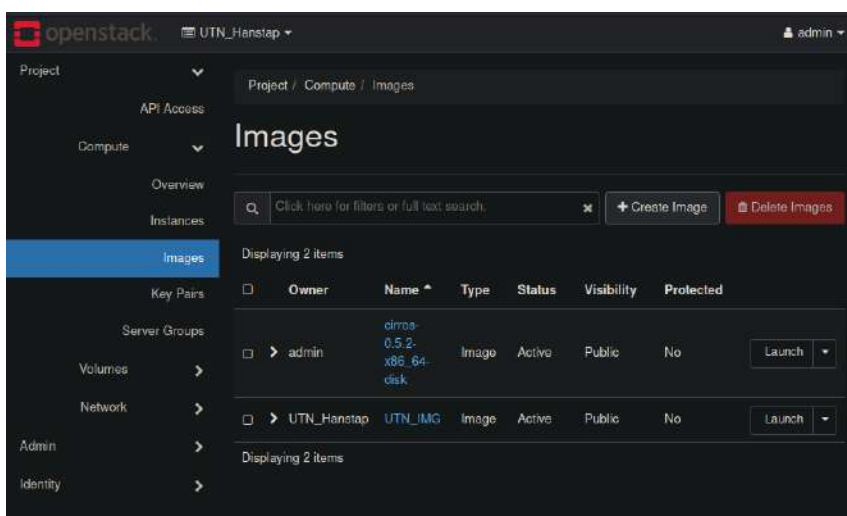 openstack. UTN_Hanstap admin
Project
API Access
Compute
Overview
Instances
Images
Key Pairs
Server Groups
Volumes
Network
Admin
Identity
Project / Compute / Images
Images
Click here for filters or full text search. + Create Image Delete Images
Displaying 2 items
Owner Name Type Status Visibility Protected
admin cirros-0.5.2-x86_64-disk Image Active Public No Launch
UTN_Hanstap UTN_IMG Image Active Public No Launch
Displaying 2 items